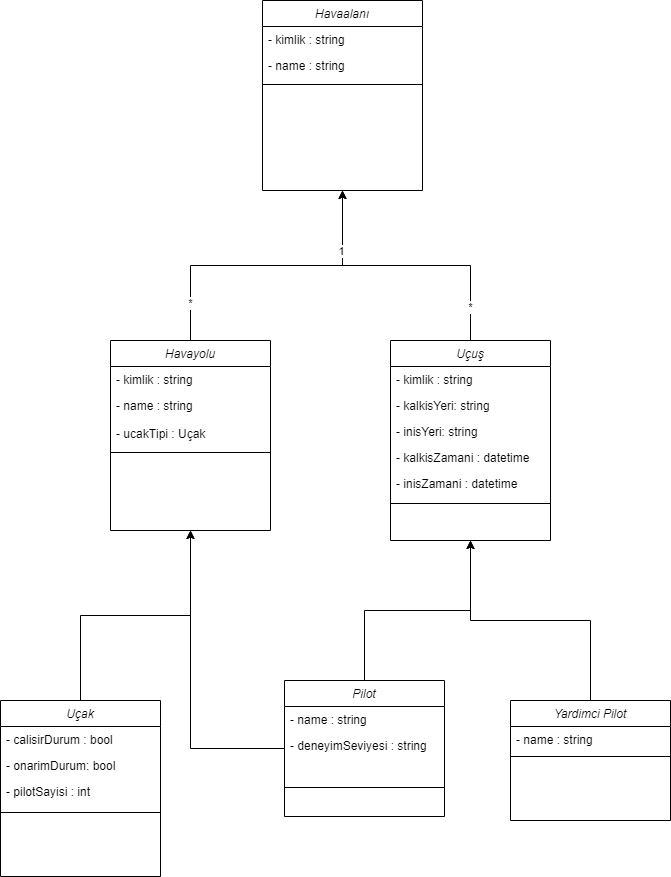 Havaalanı
- kimlik : string
- name : string
1
*
*
Havayolu
- kimlik : string
- name : string
- ucakTipi : Uçak
Uçuş
- kimlik : string
- kalkisYeri: string
- inisYeri: string
- kalkisZamani : datetime
- inisZamani : datetime
Uçak
- calisirDurum : bool
- onarimDurum: bool
- pilotSayisi : int
Pilot
- name : string
- deneyimSeviyesi : string
Yardimci Pilot
- name : string